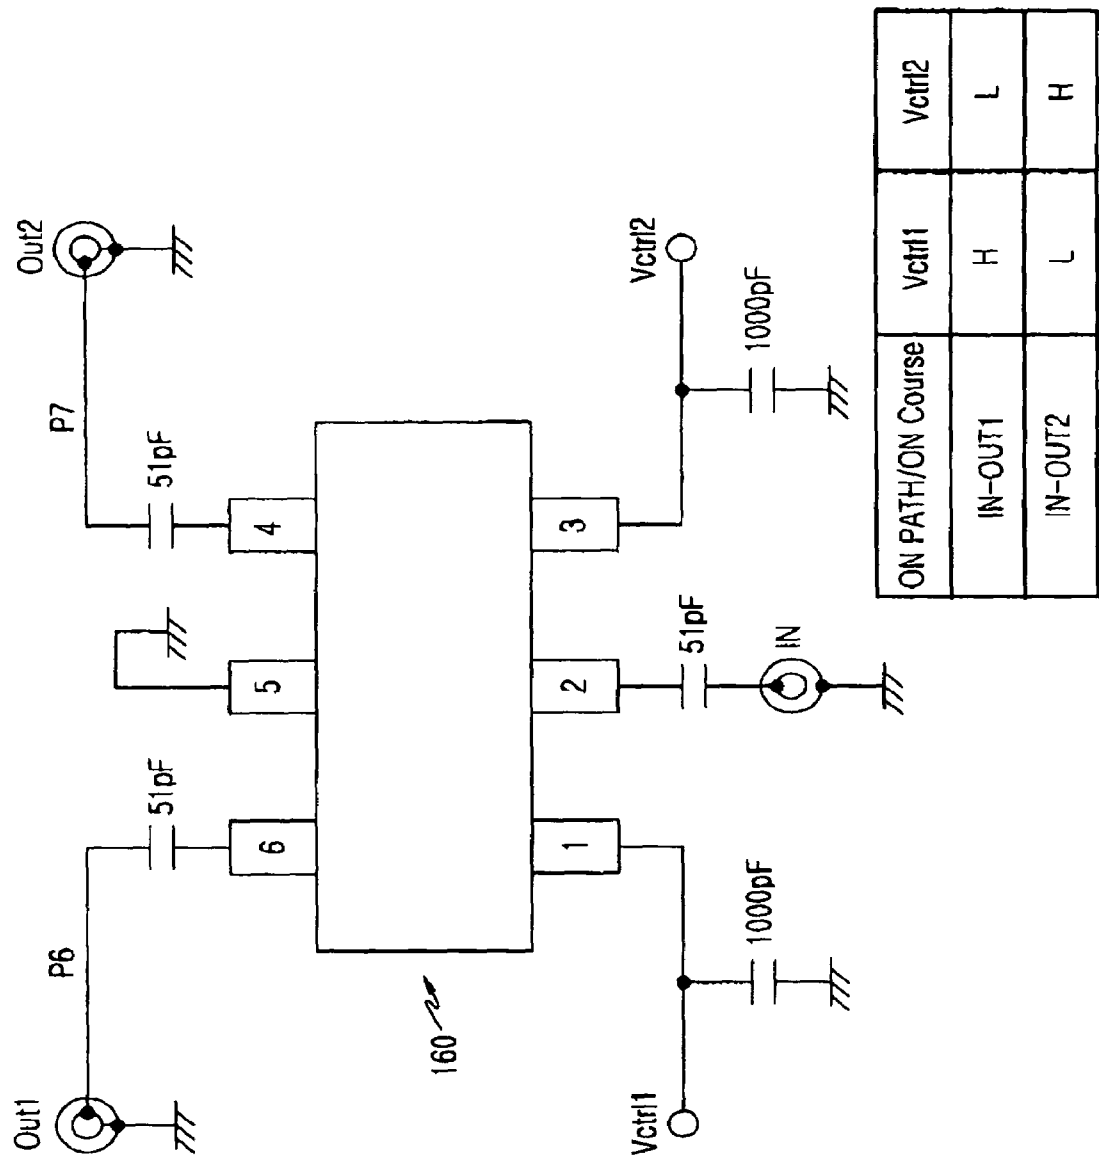 Out1
P6
51pF
6
5
51pF
4
P7
Out2
160
1
2
3
Vctrl1
1000pF
51pF
IN
1000pF
Vctrl2
ON PATH/ON Course Vctrl1 Vctrl2
IN-OUT1 H L
IN-OUT2 L H